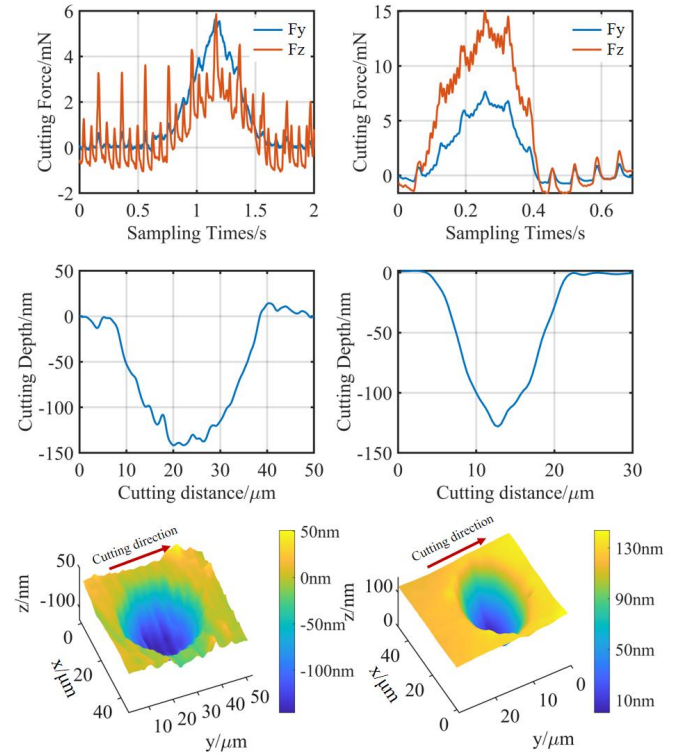 6
4
2
0
-2
Cutting Force/mN
Fy
Fz
0
0.5
1
1.5
2
Sampling Times/s
15
10
5
0
Cutting Force/mN
Fy
Fz
0
0.2
0.4
0.6
Sampling Times/s
50
0
-50
-100
-150
Cutting Depth/nm
0
10
20
30
40
50
Cutting distance/μm
0
-50
-100
-150
Cutting Depth/nm
0
10
20
30
Cutting distance/μm
Cutting direction
50
-100
z/nm
0
20
40
x/μm
10
20
30
40
50
y/μm
50nm
0nm
-50nm
-100nm
Cutting direction
100
0
z/nm
0
20
40
x/μm
0
20
10
0
y/μm
130nm
90nm
50nm
10nm